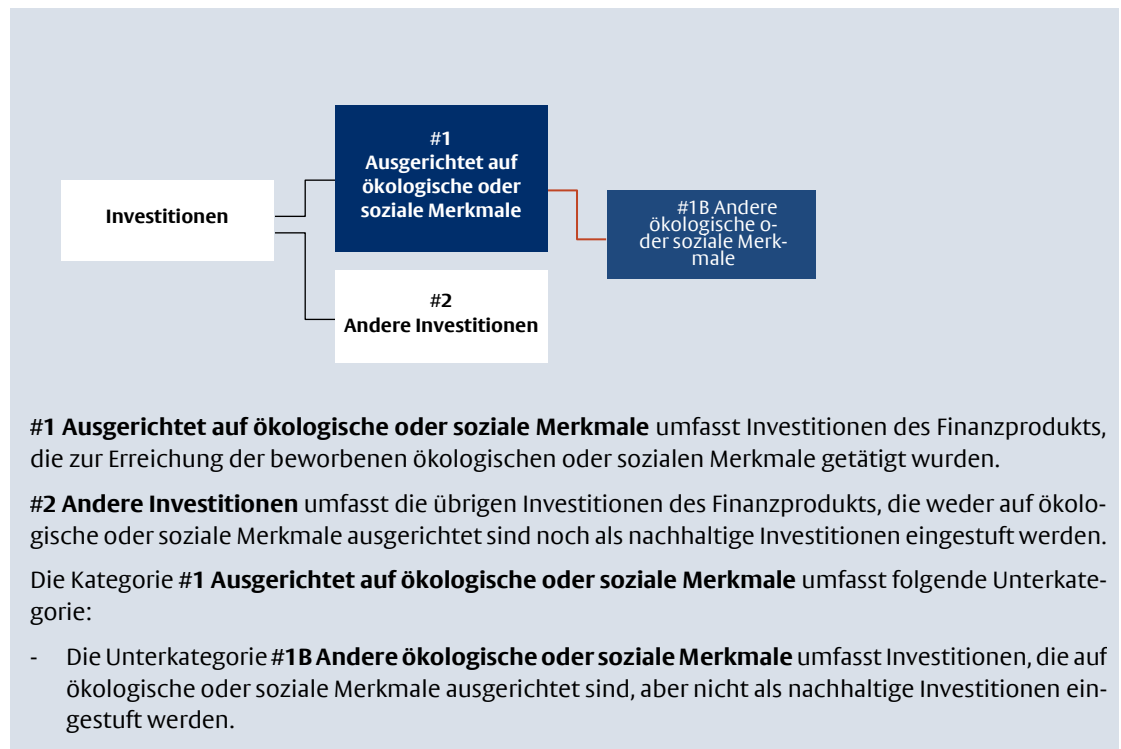 #1
Ausgerichtet auf
ökologische oder
soziale Merkmale
Investitionen
#1B Andere
ökologische o-
der soziale Merk-
male
#2
Andere Investitionen
#1 Ausgerichtet auf ökologische oder soziale Merkmale umfasst Investitionen des Finanzprodukts,
die zur Erreichung der beworbenen ökologischen oder sozialen Merkmale getätigt wurden.
#2 Andere Investitionen umfasst die übrigen Investitionen des Finanzprodukts, die weder auf ökolo-
gische oder soziale Merkmale ausgerichtet sind noch als nachhaltige Investitionen eingestuft werden.
Die Kategorie #1 Ausgerichtet auf ökologische oder soziale Merkmale umfasst folgende Unterkate-
gorie:
- Die Unterkategorie #1B Andere ökologische oder soziale Merkmale umfasst Investitionen, die auf
ökologische oder soziale Merkmale ausgerichtet sind, aber nicht als nachhaltige Investitionen ein-
gestuft werden.